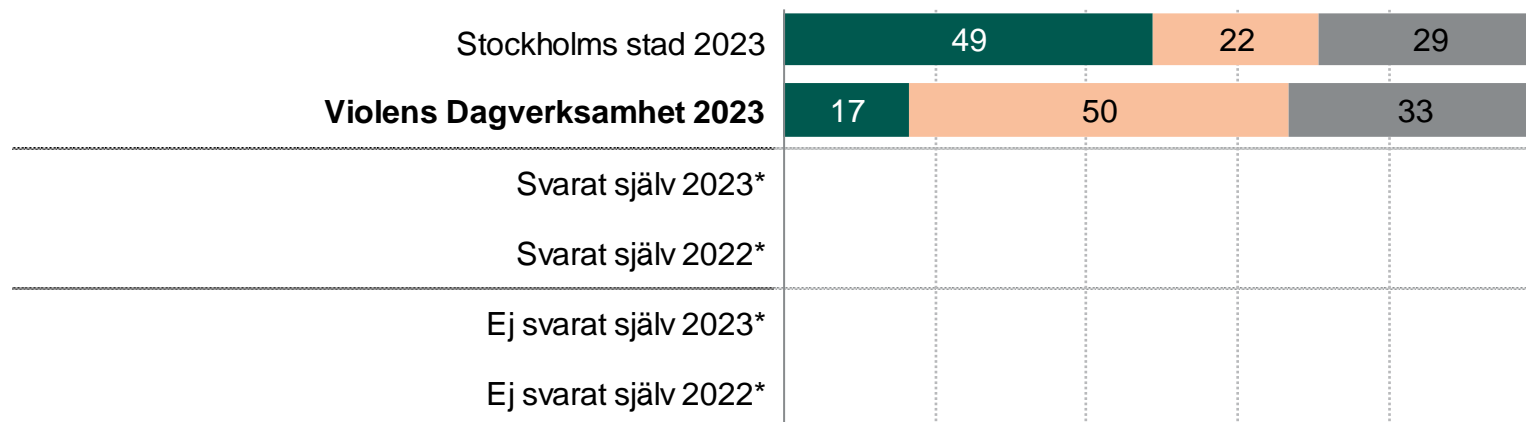 Stockholms stad 2023 49 22 29
Violens Dagverksamhet 2023 17 50 33
Svarat själv 2023*
Svarat själv 2022*
Ej svarat själv 2023*
Ej svarat själv 2022*